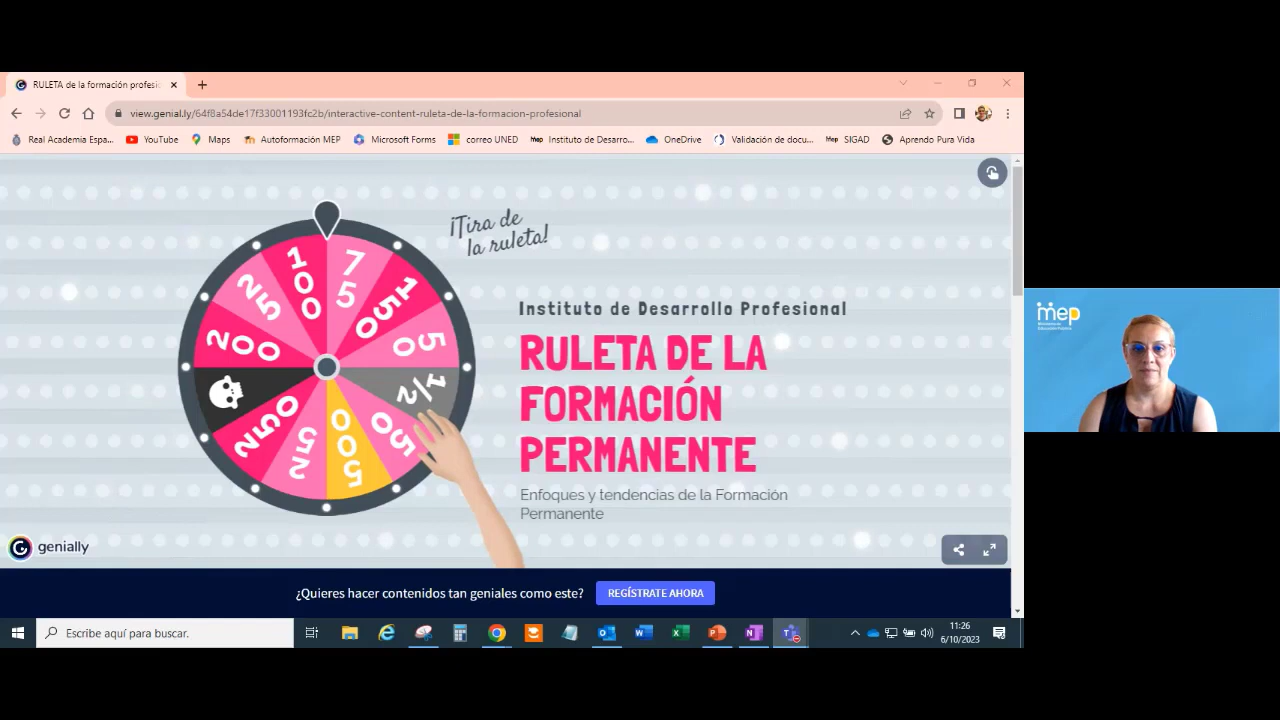 RULETA de la formación profesi
view.genial.ly/64f8a54de17f33001193fc2b/interactive-content-ruleta-de-la-formacion-profesional
Real Academia Espa... YouTube Maps Autoformación MEP Microsoft Forms correo UNED Instituto de Desarro... OneDrive Validación de docu... SIGAD Aprendo Pura Vida
¡Tira de
la ruleta!
100
75
150
50
1/2
50
500
25
250
200
25
Instituto de Desarrollo Profesional
RULETA DE LA
FORMACIÓN
PERMANENTE
Enfoques y tendencias de la Formación
Permanente
genially
¿Quieres hacer contenidos tan geniales como este? REGÍSTRATE AHORA
Escribe aquí para buscar.
11:26
6/10/2023
mep